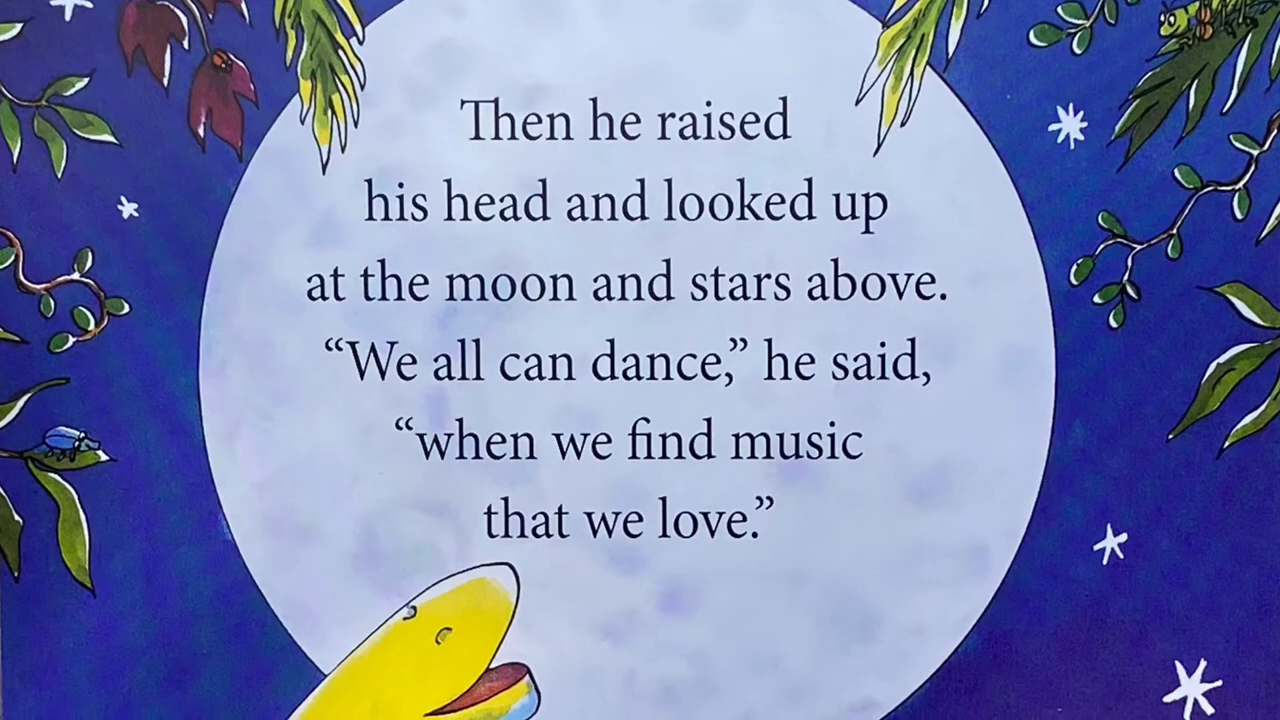 Then he raised
his head and looked up
at the moon and stars above.
“We all can dance,” he said,
“when we find music
that we love.”